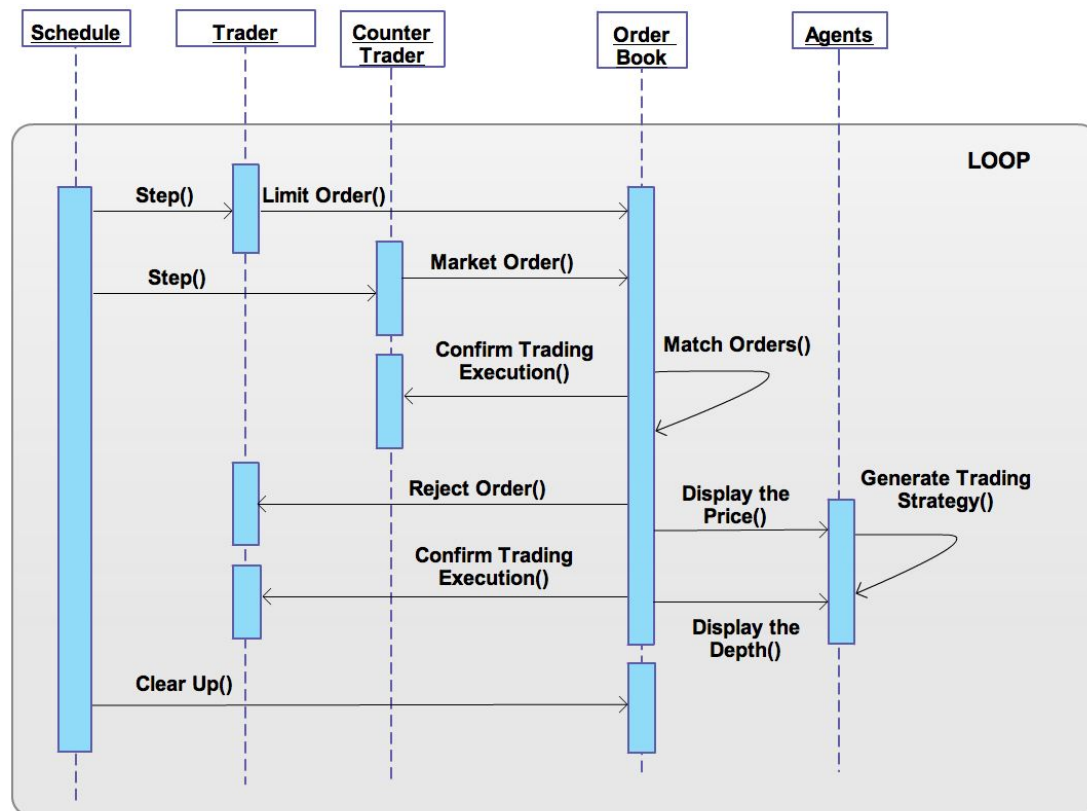 Schedule
Trader
Counter
Trader
Order
Book
Agents
LOOP
Step()
Limit Order()
Market Order()
Step()
Match Orders()
Confirm Trading
Execution()
Generate Trading
Strategy()
Reject Order()
Display the
Price()
Confirm Trading
Execution()
Display the
Depth()
Clear Up()